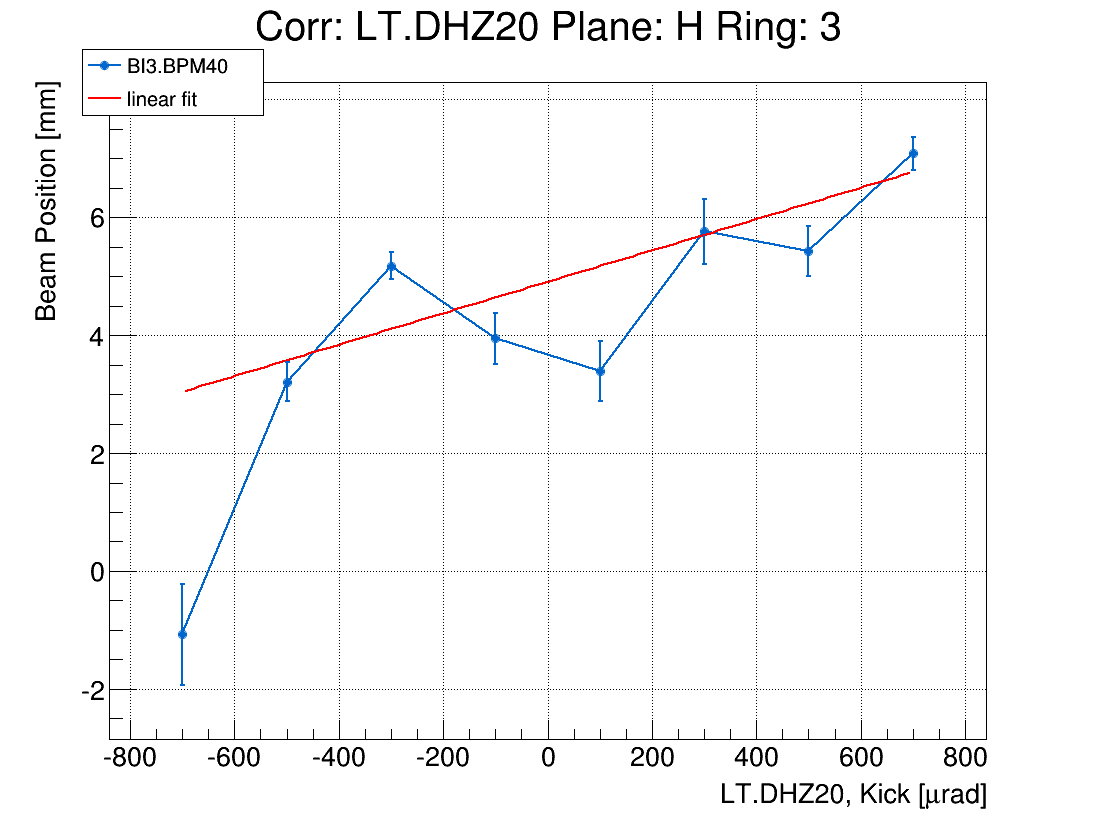 Corr: LT.DHZ20 Plane: H Ring: 3
BI3.BPM40
linear fit
Beam Position [mm]
6
4
2
0
-2
-800 -600 -400 -200 0 200 400 600 800
LT.DHZ20, Kick [μrad]